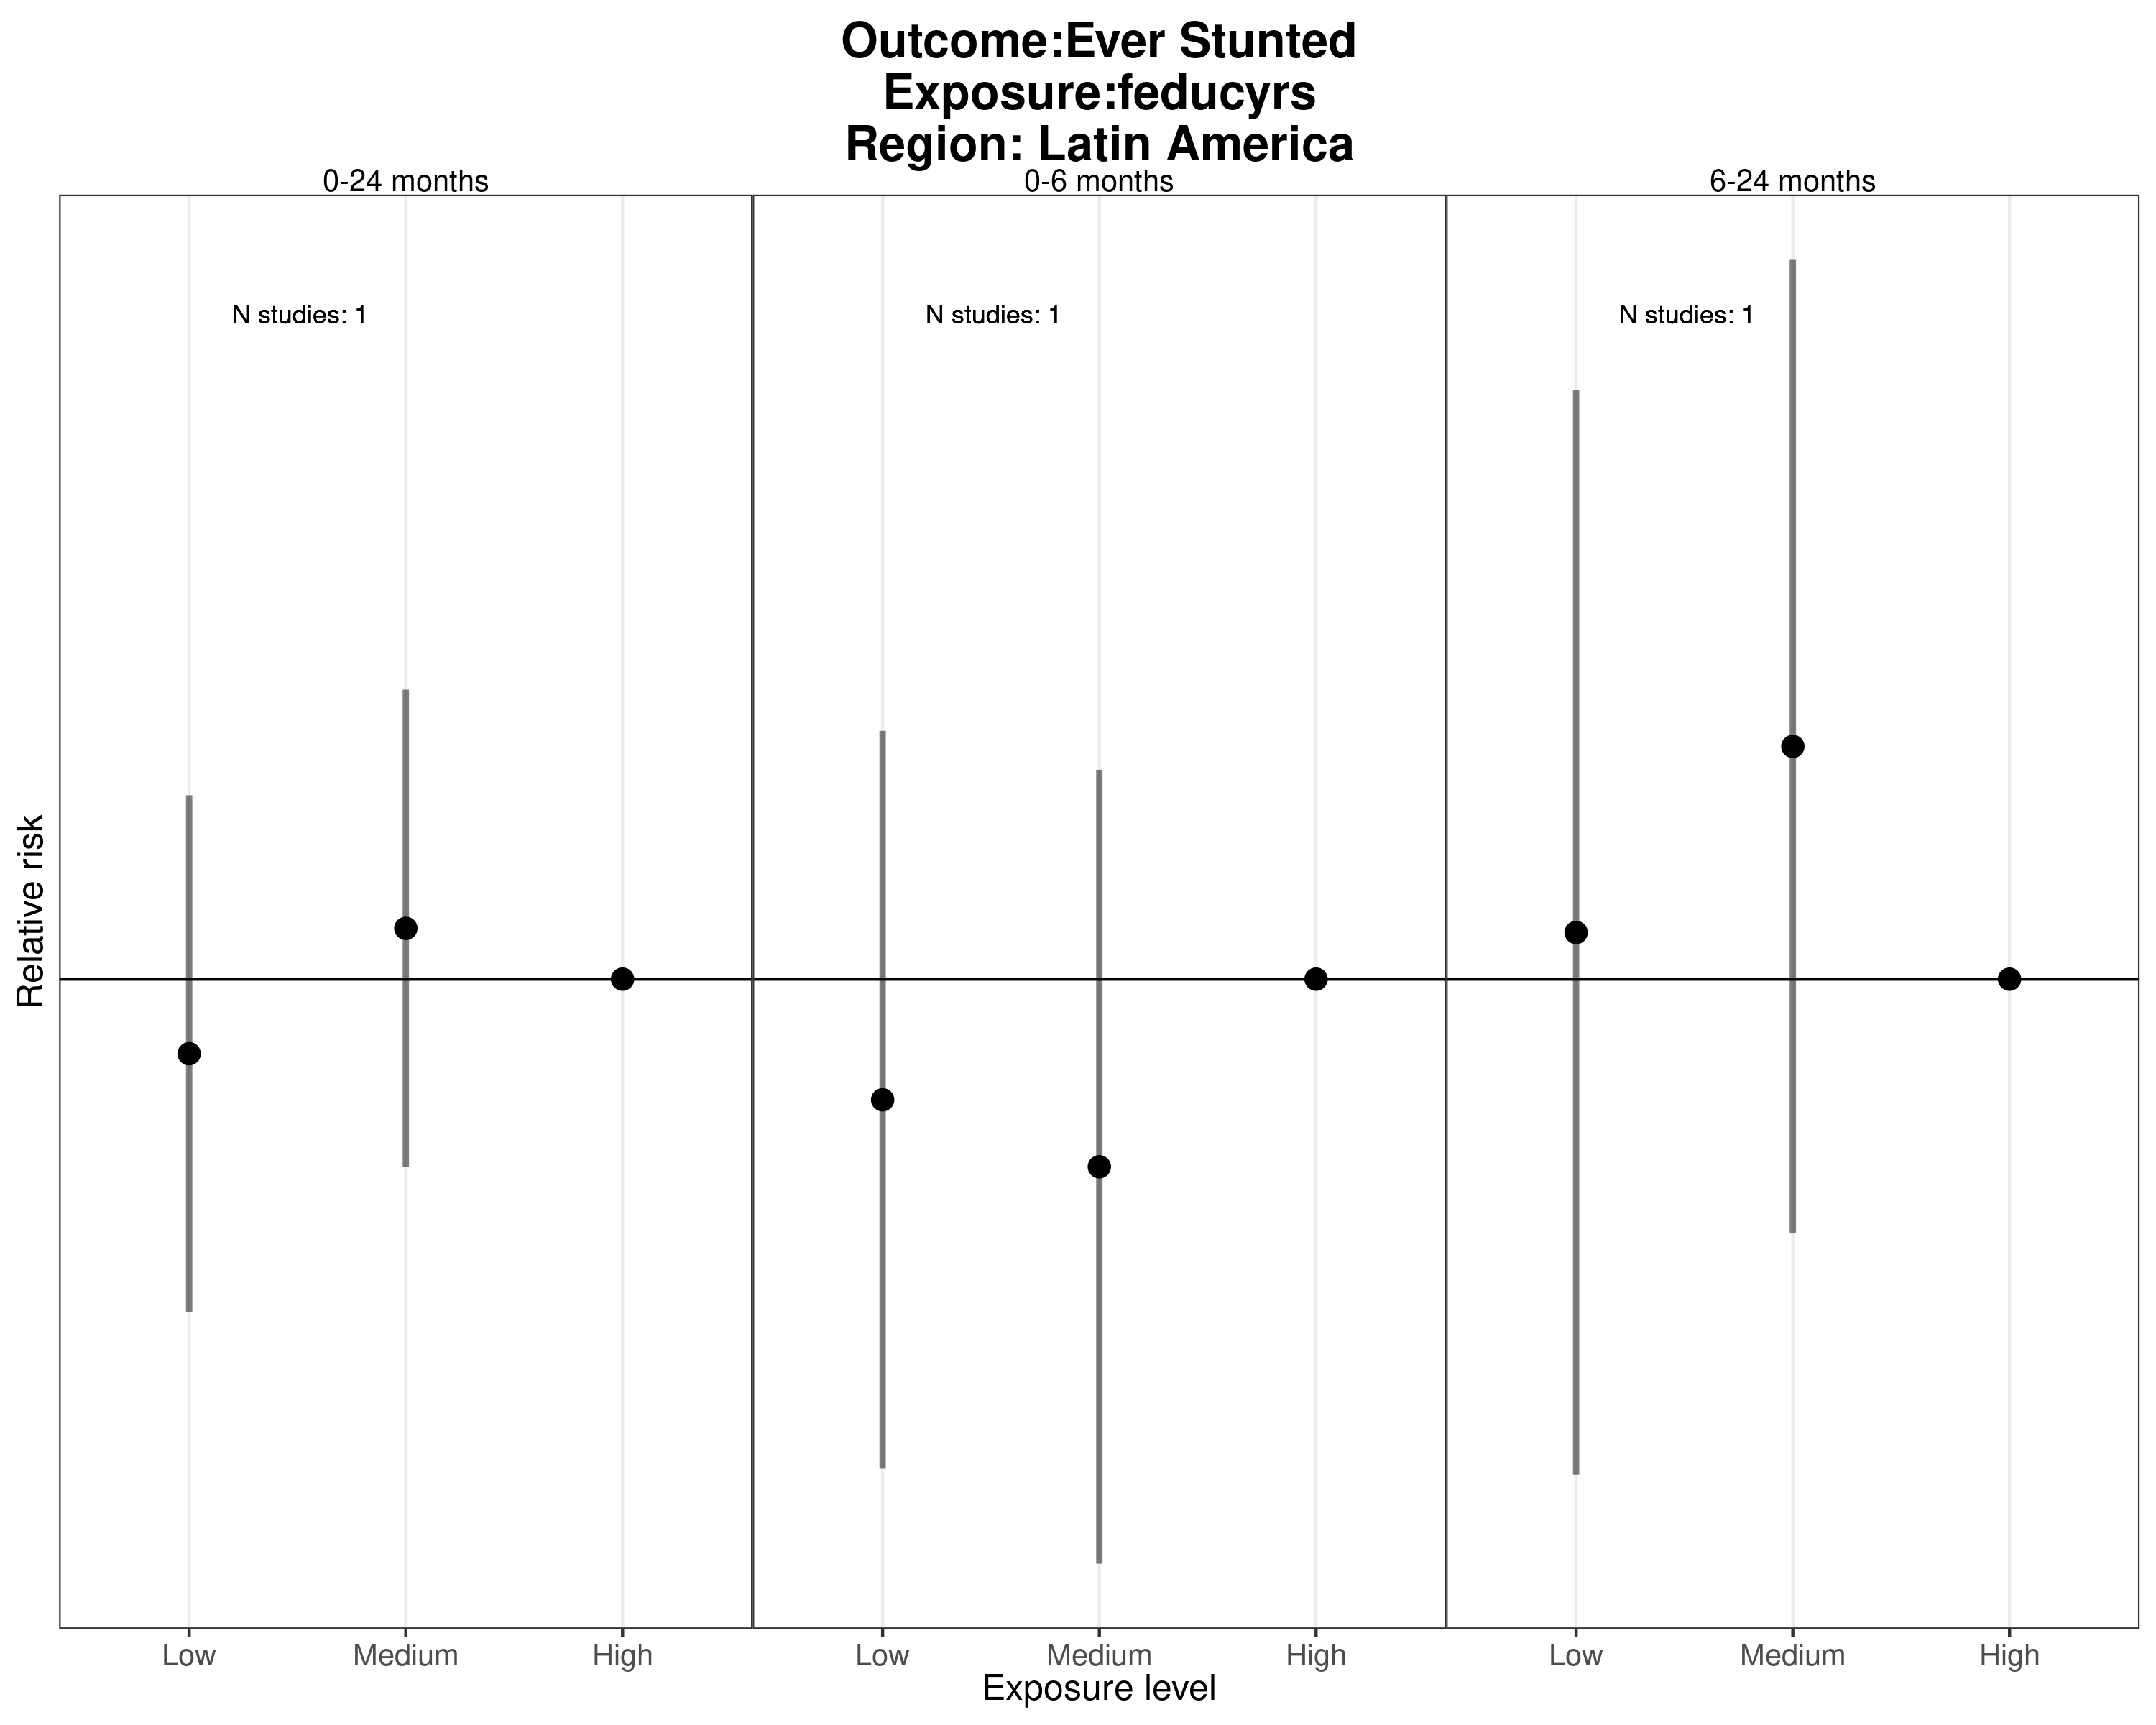 Outcome:Ever Stunted
Exposure:feducyrs
Region: Latin America
0-24 months
0-6 months
6-24 months
N studies: 1
N studies: 1
N studies: 1
Relative risk
Low
Medium
High
Low
Medium
High
Low
Medium
High
Exposure level